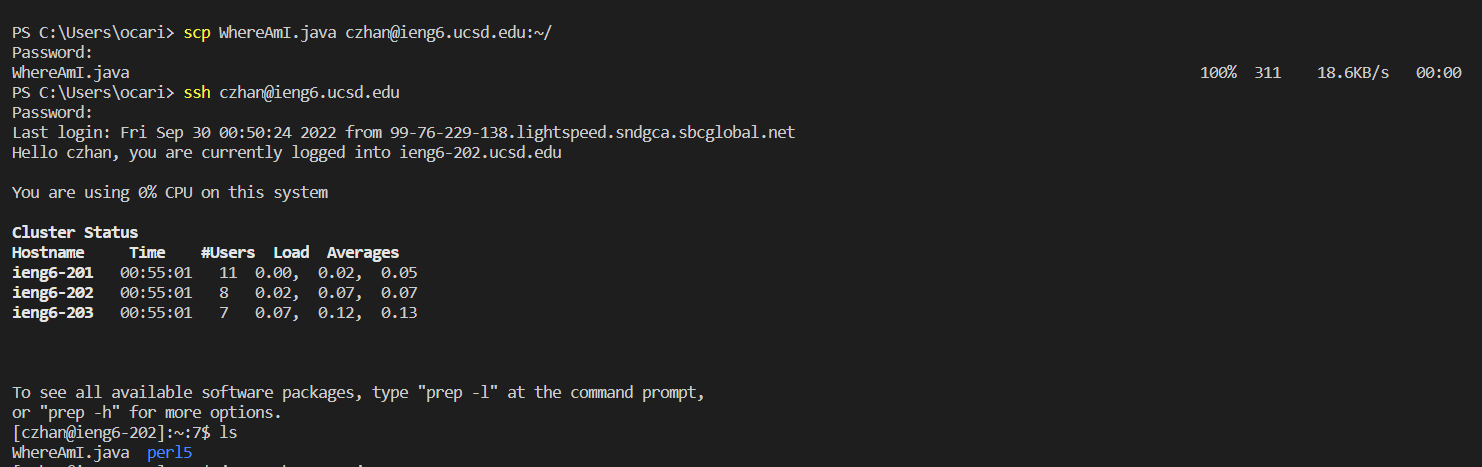 PS C:\Users\ocari> scp WhereAmI.java czhan@ieng6.ucsd.edu:~/
Password:
WhereAmI.java 100% 311 18.6KB/s 00:00
PS C:\Users\ocari> ssh czhan@ieng6.ucsd.edu
Password:
Last login: Fri Sep 30 00:50:24 2022 from 99-76-229-138.lightspeed.sndgca.sbcglobal.net
Hello czhan, you are currently logged into ieng6-202.ucsd.edu
You are using 0% CPU on this system
Cluster Status
Hostname Time #Users Load Averages
ieng6-201 00:55:01 11 0.00, 0.02, 0.05
ieng6-202 00:55:01 8 0.02, 0.07, 0.07
ieng6-203 00:55:01 7 0.07, 0.12, 0.13
To see all available software packages, type "prep -l" at the command prompt,
or "prep -h" for more options.
[czhan@ieng6-202]:~:7$ ls
WhereAmI.java perl5